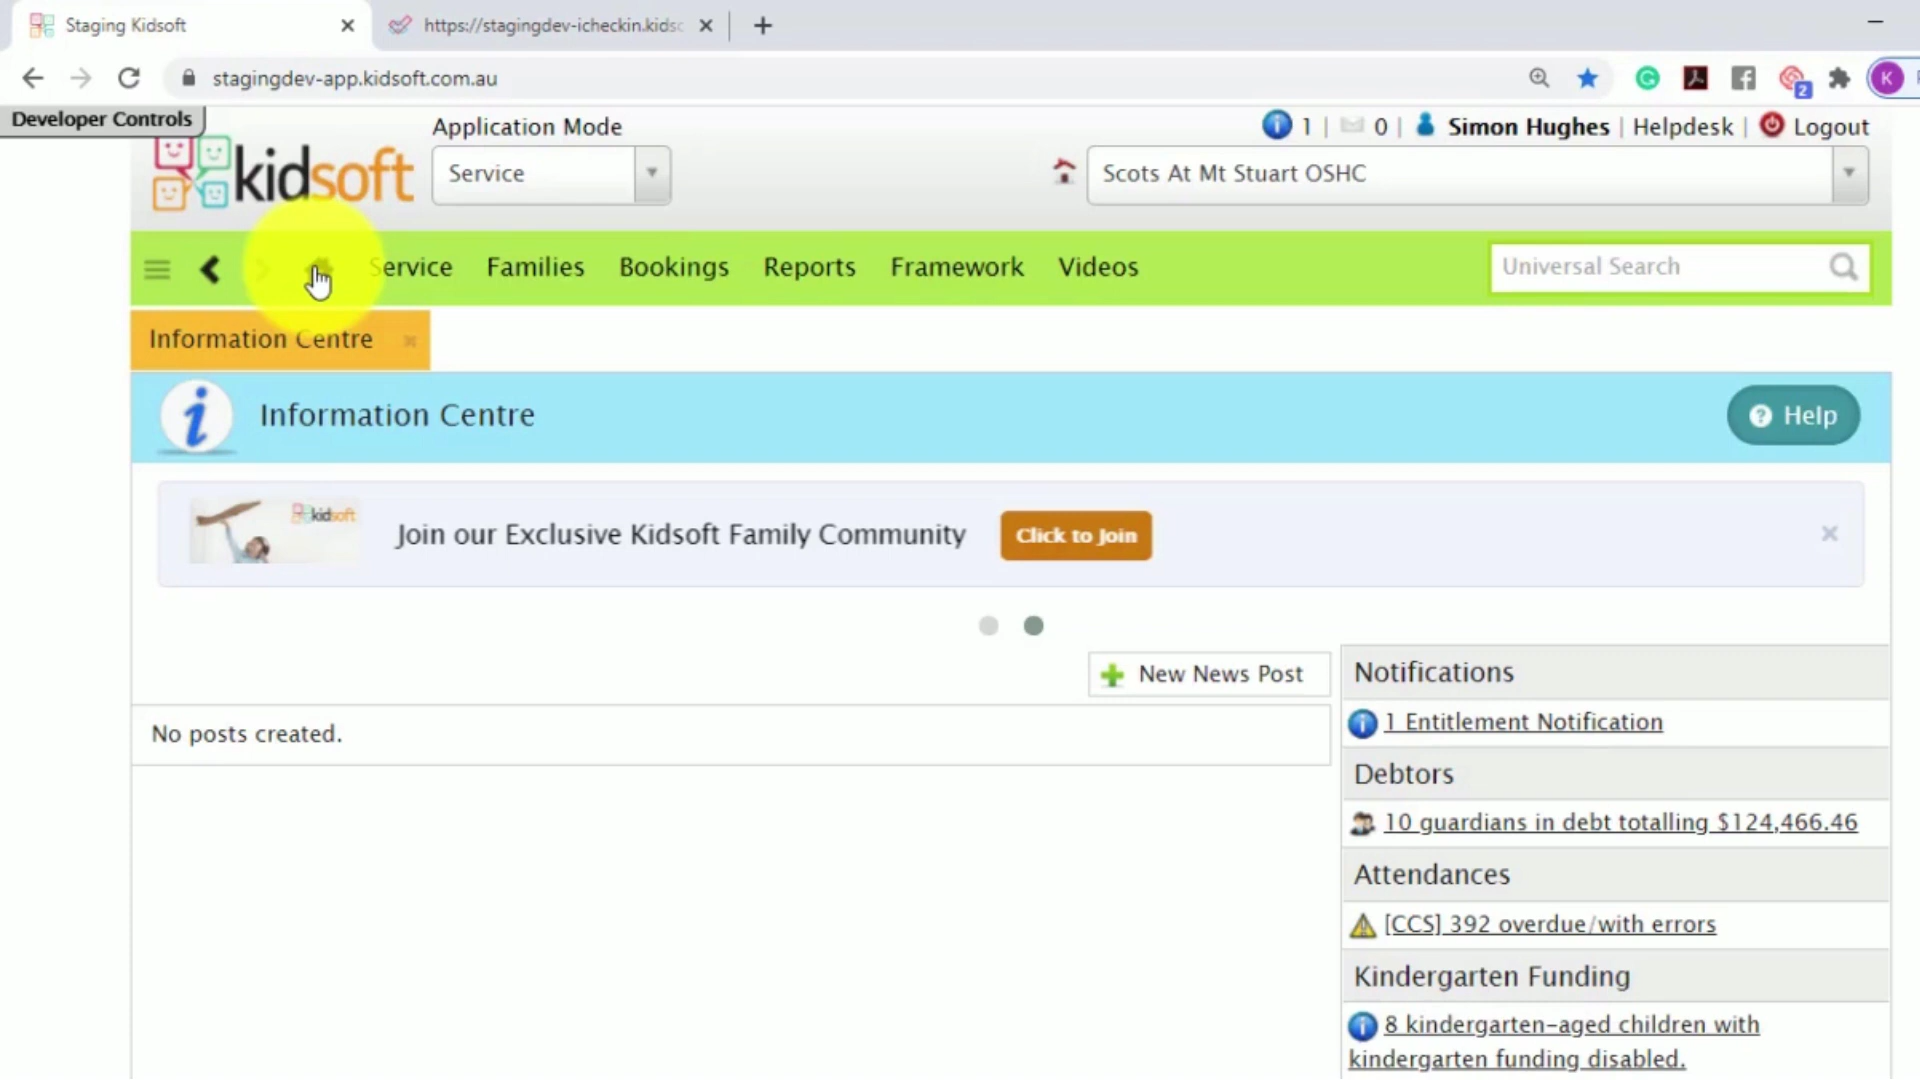 Staging Kidsoft
https://stagingdev-icheckin.kidsc
stagingdev-app.kidsoft.com.au
2
K
Developer Controls
kidsoft
Application Mode
1 | 0 | Simon Hughes | Helpdesk | Logout
Service
Scots At Mt Stuart OSHC
Service Families Bookings Reports Framework Videos
Universal Search
Information Centre
Information Centre
Help
kidsoft
Join our Exclusive Kidsoft Family Community
Click to Join
New News Post
No posts created.
Notifications
1 Entitlement Notification
Debtors
10 guardians in debt totalling $124,466.46
Attendances
[CCS] 392 overdue/with errors
Kindergarten Funding
8 kindergarten-aged children with
kindergarten funding disabled.